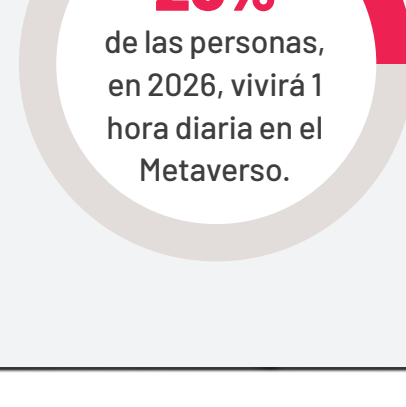 de las personas,
en 2026, vivirá 1
hora diaria en el
Metaverso.